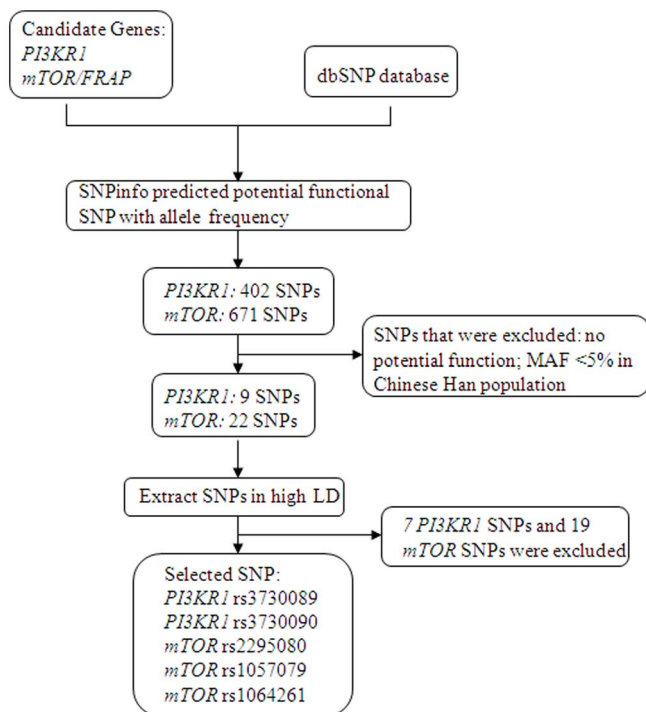 Candidate Genes:
PI3KR1
mTOR/FRAP
dbSNP database
SNPinfo predicted potential functional
SNP with allele frequency
PI3KR1: 402 SNPs
mTOR: 671 SNPs
SNPs that were excluded: no
potential function; MAF <5% in
Chinese Han population
PI3KR1: 9 SNPs
mTOR: 22 SNPs
Extract SNPs in high LD
7 PI3KR1 SNPs and 19
mTOR SNPs were excluded
Selected SNP:
PI3KR1 rs3730089
PI3KR1 rs3730090
mTOR rs2295080
mTOR rs1057079
mTOR rs1064261